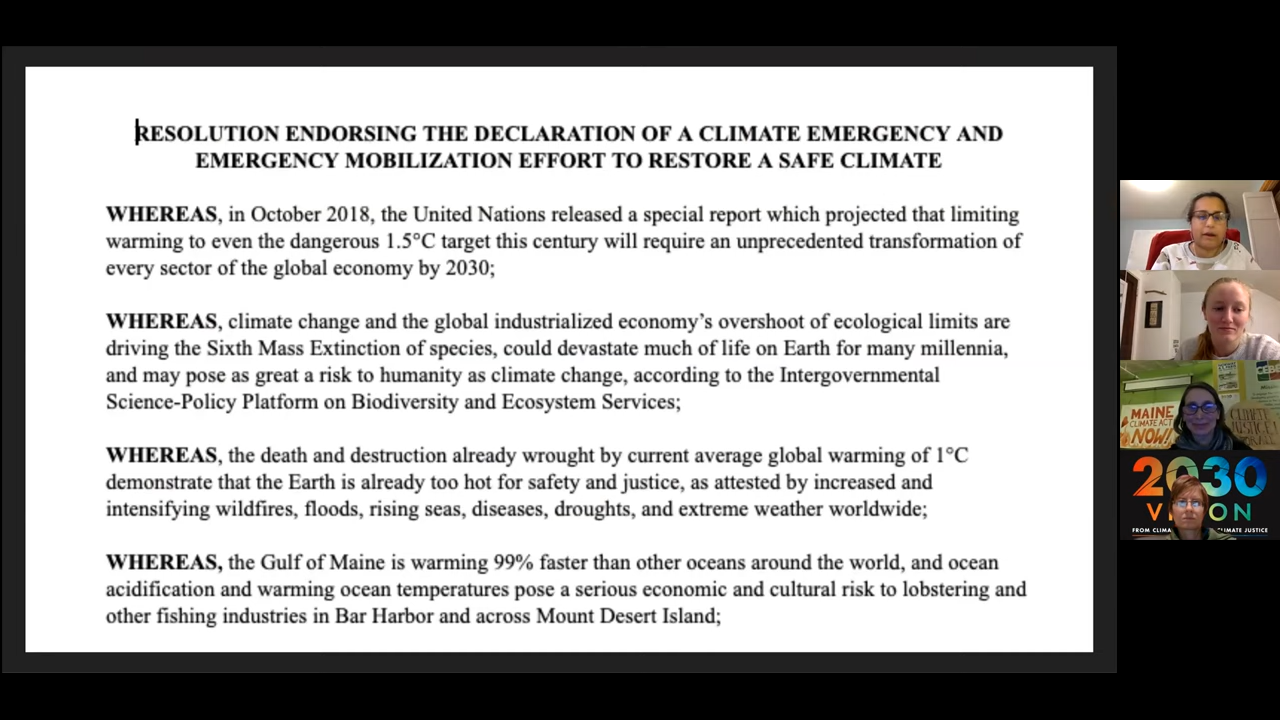 RESOLUTION ENDORSING THE DECLARATION OF A CLIMATE EMERGENCY AND
EMERGENCY MOBILIZATION EFFORT TO RESTORE A SAFE CLIMATE
WHEREAS, in October 2018, the United Nations released a special report which projected that limiting
warming to even the dangerous 1.5°C target this century will require an unprecedented transformation of
every sector of the global economy by 2030;
WHEREAS, climate change and the global industrialized economy’s overshoot of ecological limits are
driving the Sixth Mass Extinction of species, could devastate much of life on Earth for many millennia,
and may pose as great a risk to humanity as climate change, according to the Intergovernmental
Science-Policy Platform on Biodiversity and Ecosystem Services;
WHEREAS, the death and destruction already wrought by current average global warming of 1°C
demonstrate that the Earth is already too hot for safety and justice, as attested by increased and
intensifying wildfires, floods, rising seas, diseases, droughts, and extreme weather worldwide;
WHEREAS, the Gulf of Maine is warming 99% faster than other oceans around the world, and ocean
acidification and warming ocean temperatures pose a serious economic and cultural risk to lobstering and
other fishing industries in Bar Harbor and across Mount Desert Island;
MAINE
CLIMATE ACT
NOW!
CLIMATE
JUSTICE
2030
V ON
FROM CLIMA CLIMATE JUSTICE